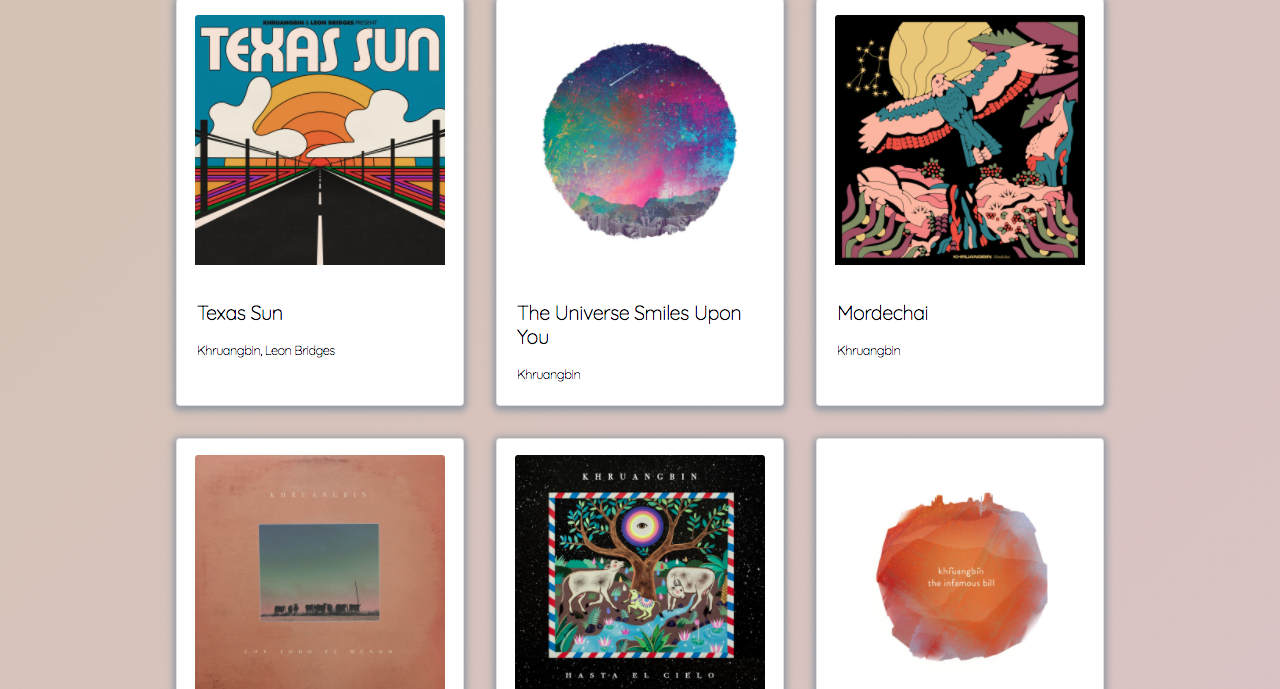 KHRUANGBIN & LEON BRIDGES PRESENT
TEXAS SUN
KHRUANGBIN
Texas Sun
Khruangbin, Leon Bridges
The Universe Smiles Upon
You
Khruangbin
Mordechai
Khruangbin
KHRUANGBIN
CON TODO EL MUNDO
KHRUANGBIN
HASTA EL CIELO
khruangbin
the infamous bill